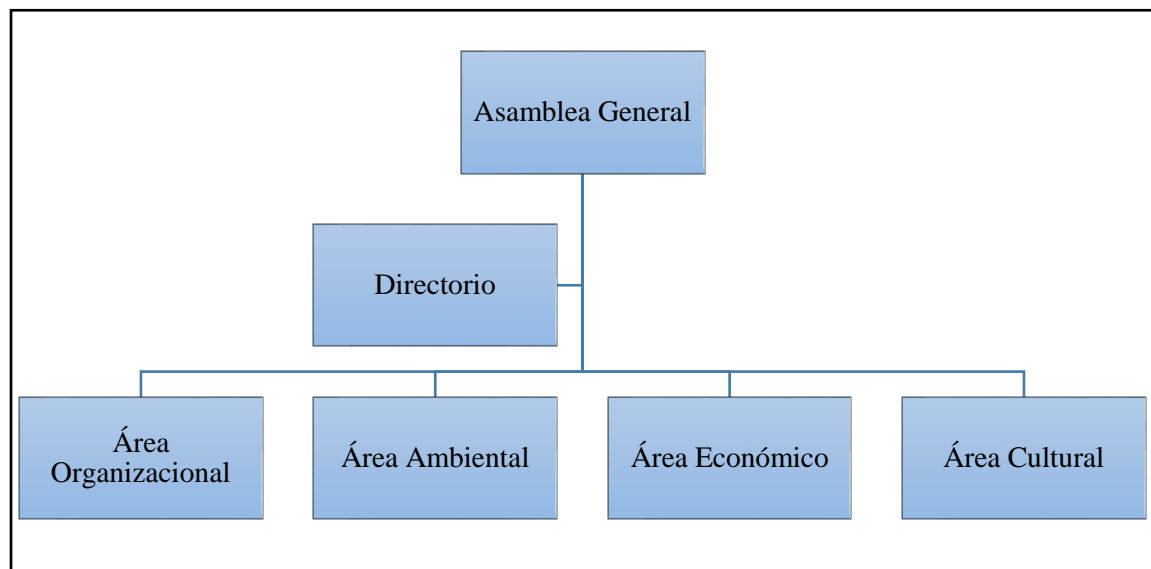 Asamblea General
Directorio
Área
Organizacional
Área Ambiental
Área Económico
Área Cultural